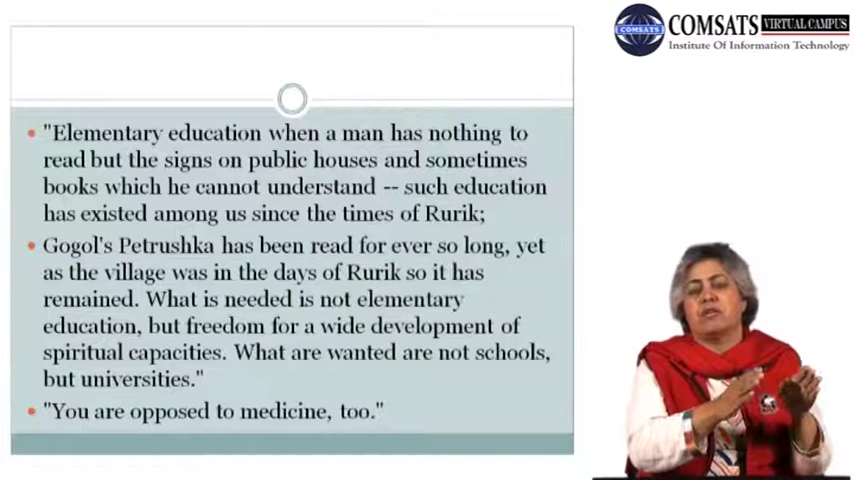 COMSATS VIRTUAL CAMPUS
Institute Of Information Technology
COMSATS
"Elementary education when a man has nothing to
read but the signs on public houses and sometimes
books which he cannot understand -- such education
has existed among us since the times of Rurik;
Gogol's Petrushka has been read for ever so long, yet
as the village was in the days of Rurik so it has
remained. What is needed is not elementary
education, but freedom for a wide development of
spiritual capacities. What are wanted are not schools,
but universities."
"You are opposed to medicine, too."